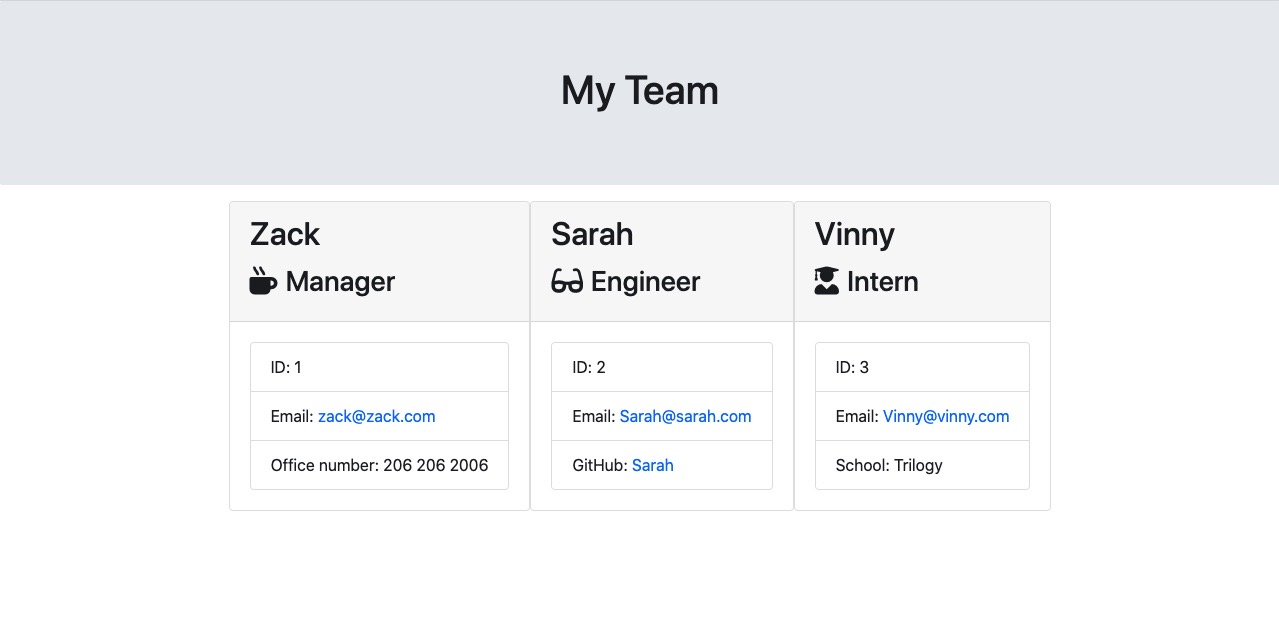 My Team
Zack
Manager
ID: 1
Email: zack@zack.com
Office number: 206 206 2006
Sarah
Engineer
ID: 2
Email: Sarah@sarah.com
GitHub: Sarah
Vinny
Intern
ID: 3
Email: Vinny@vinny.com
School: Trilogy